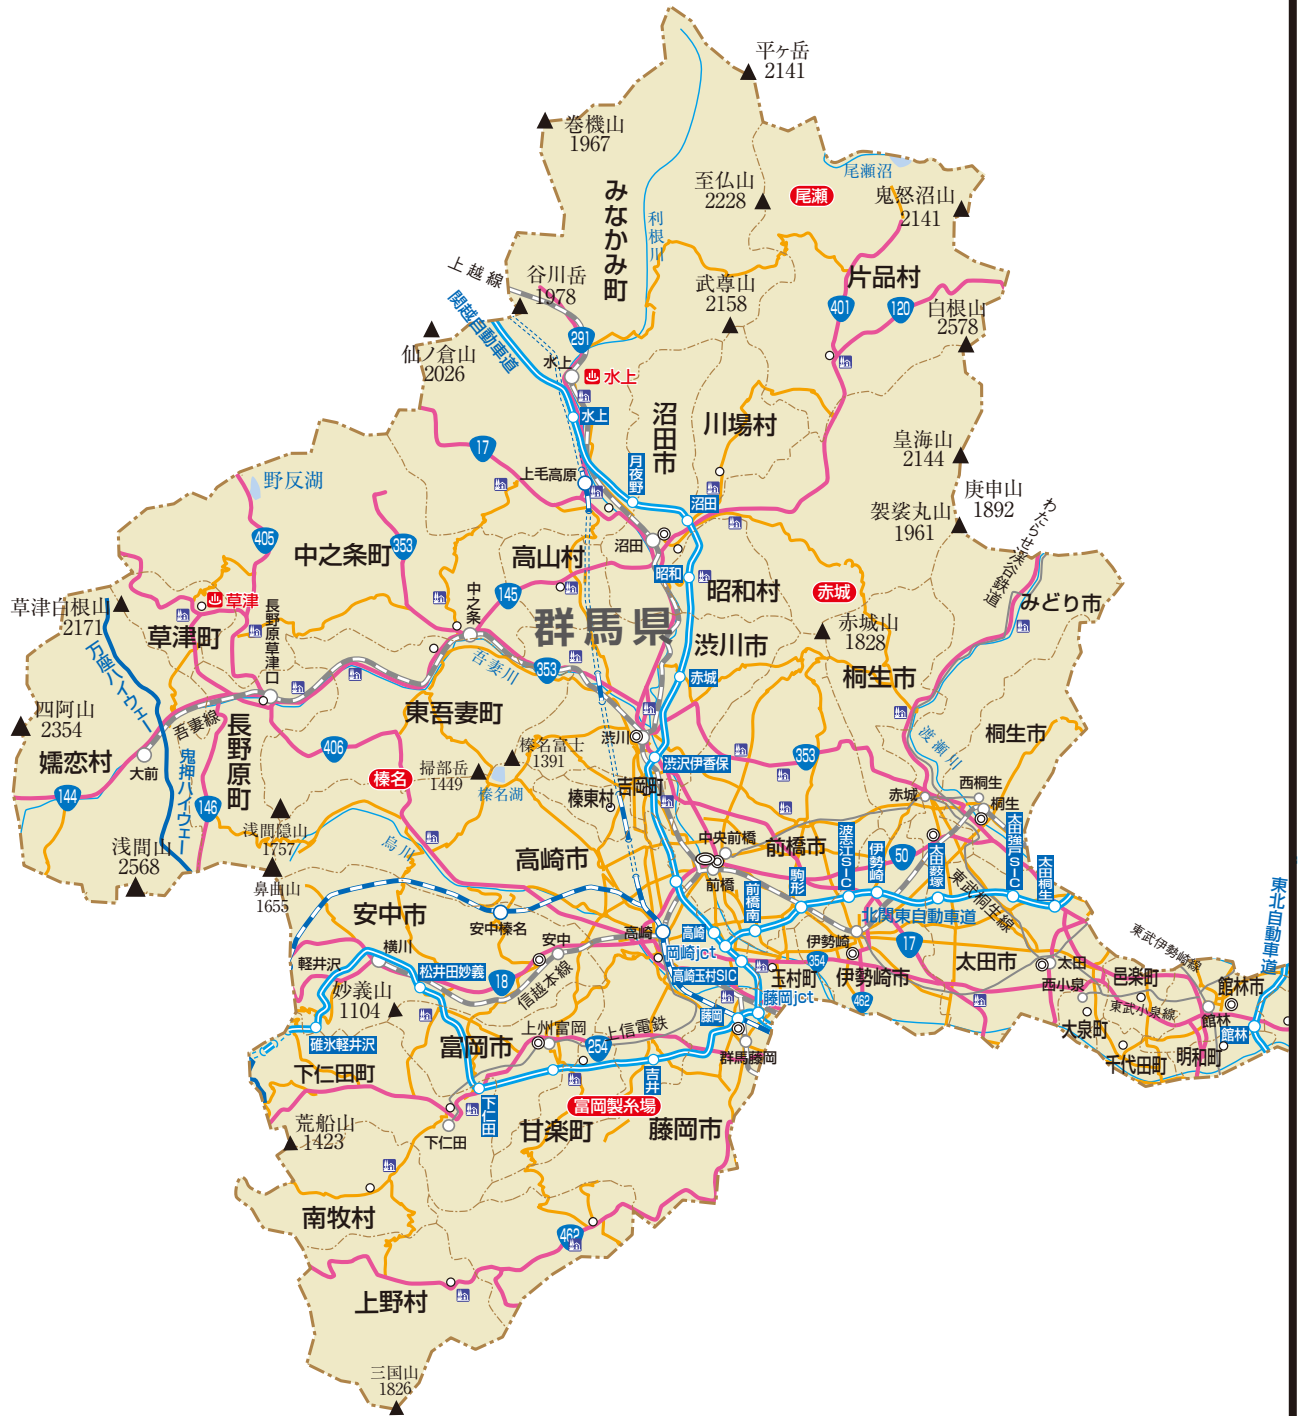 平ヶ岳
2141
巻機山
1967
みなかみ町
利根川
至仏山
2228
尾瀬
尾瀬沼
鬼怒沼山
2141
上越線
関越自動車道
谷川岳
1978
武尊山
2158
片品村
401
120
白根山
2578
仙ノ倉山
2026
291
水上
水上
水上
沼田市
川場村
皇海山
2144
17
上毛高原
月夜野
沼田
庚申山
1892
袈裟丸山
1961
わたらせ渓谷鉄道
野反湖
405
353
中之条町
高山村
沼田
昭和
昭和村
赤城
みどり市
草津白根山
2171
草津
草津町
長野原草津口
中之条
145
群馬県
渋川市
赤城山
1828
万座ハイウェー
吾妻川
353
赤城
桐生市
四阿山
2354
吾妻線
長野原町
東吾妻町
渡瀬川
桐生市
嬬恋村
大前
鬼押ハイウェー
406
榛名
掃部岳
1449
榛名富士
1391
榛名湖
渋川
渋沢伊香保
353
144
146
榛東村
吉岡町
赤城
西桐生
桐生
浅間隠山
1757
烏川
浅間山
2568
鼻曲山
1655
高崎市
中央前橋
前橋
前橋市
駒形
波志江SIC
伊勢崎
50
太田藪塚
太田強戸SIC
太田桐生
東武桐生線
安中市
安中榛名
高崎
高崎
前橋南
北関東自動車道
東北自動車道
横川
軽井沢
松井田妙義
安中
18
信越本線
岡崎jct
高崎玉村SIC
伊勢崎
17
東武伊勢崎線
妙義山
1104
玉村町
354
伊勢崎市
太田市
太田
西小泉
邑楽町
館林市
藤岡jct
462
東武小泉線
館林
館林
碓氷軽井沢
富岡市
上州富岡
上信電鉄
254
藤岡
群馬藤岡
大泉町
千代田町
明和町
下仁田町
吉井
下仁田
下仁田
富岡製糸場
荒船山
1423
甘楽町
藤岡市
南牧村
462
上野村
三国山
1826